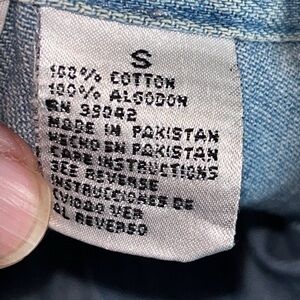 S
100% COTTON
100% ALGODON
RN 39042
MADE IN PAKISTAN
HECHO EN PAKISTAN
CARE INSTRUCTIONS
SEE REVERSE
INSTRUCCIONES DE
CUIDADO VER
AL REVERSO